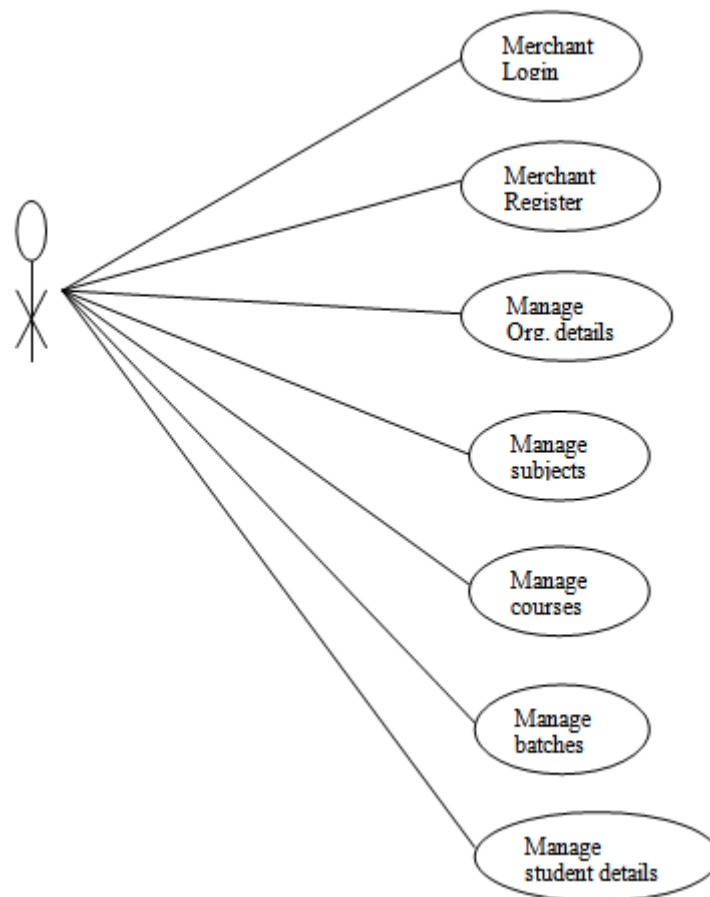 Merchant
Login
Merchant
Register
Manage
Org. details
Manage
subjects
Manage
courses
Manage
batches
Manage
student details